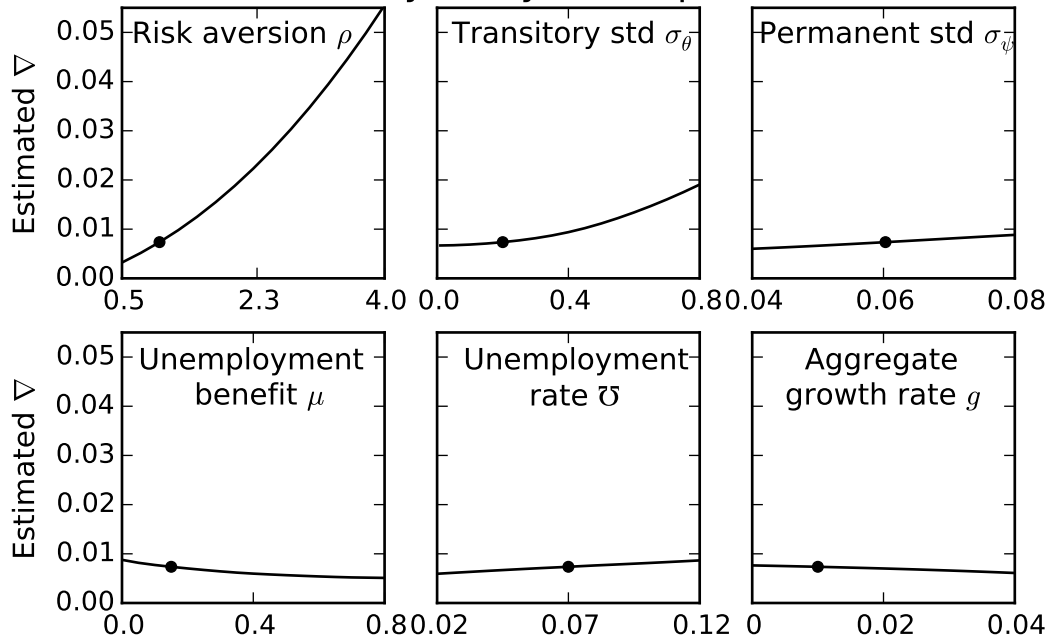 Risk aversion ρ
Transitory std σ_θ
Permanent std σ_ψ
Estimated ∇
0.05
0.04
0.03
0.02
0.01
0.00
0.5 2.3 4.0
0.0 0.4 0.8
0.04 0.06 0.08
Unemployment
benefit μ
Unemployment
rate ℧
Aggregate
growth rate g
Estimated ∇
0.05
0.04
0.03
0.02
0.01
0.00
0.0 0.4 0.8
0.02 0.07 0.12
0 0.02 0.04